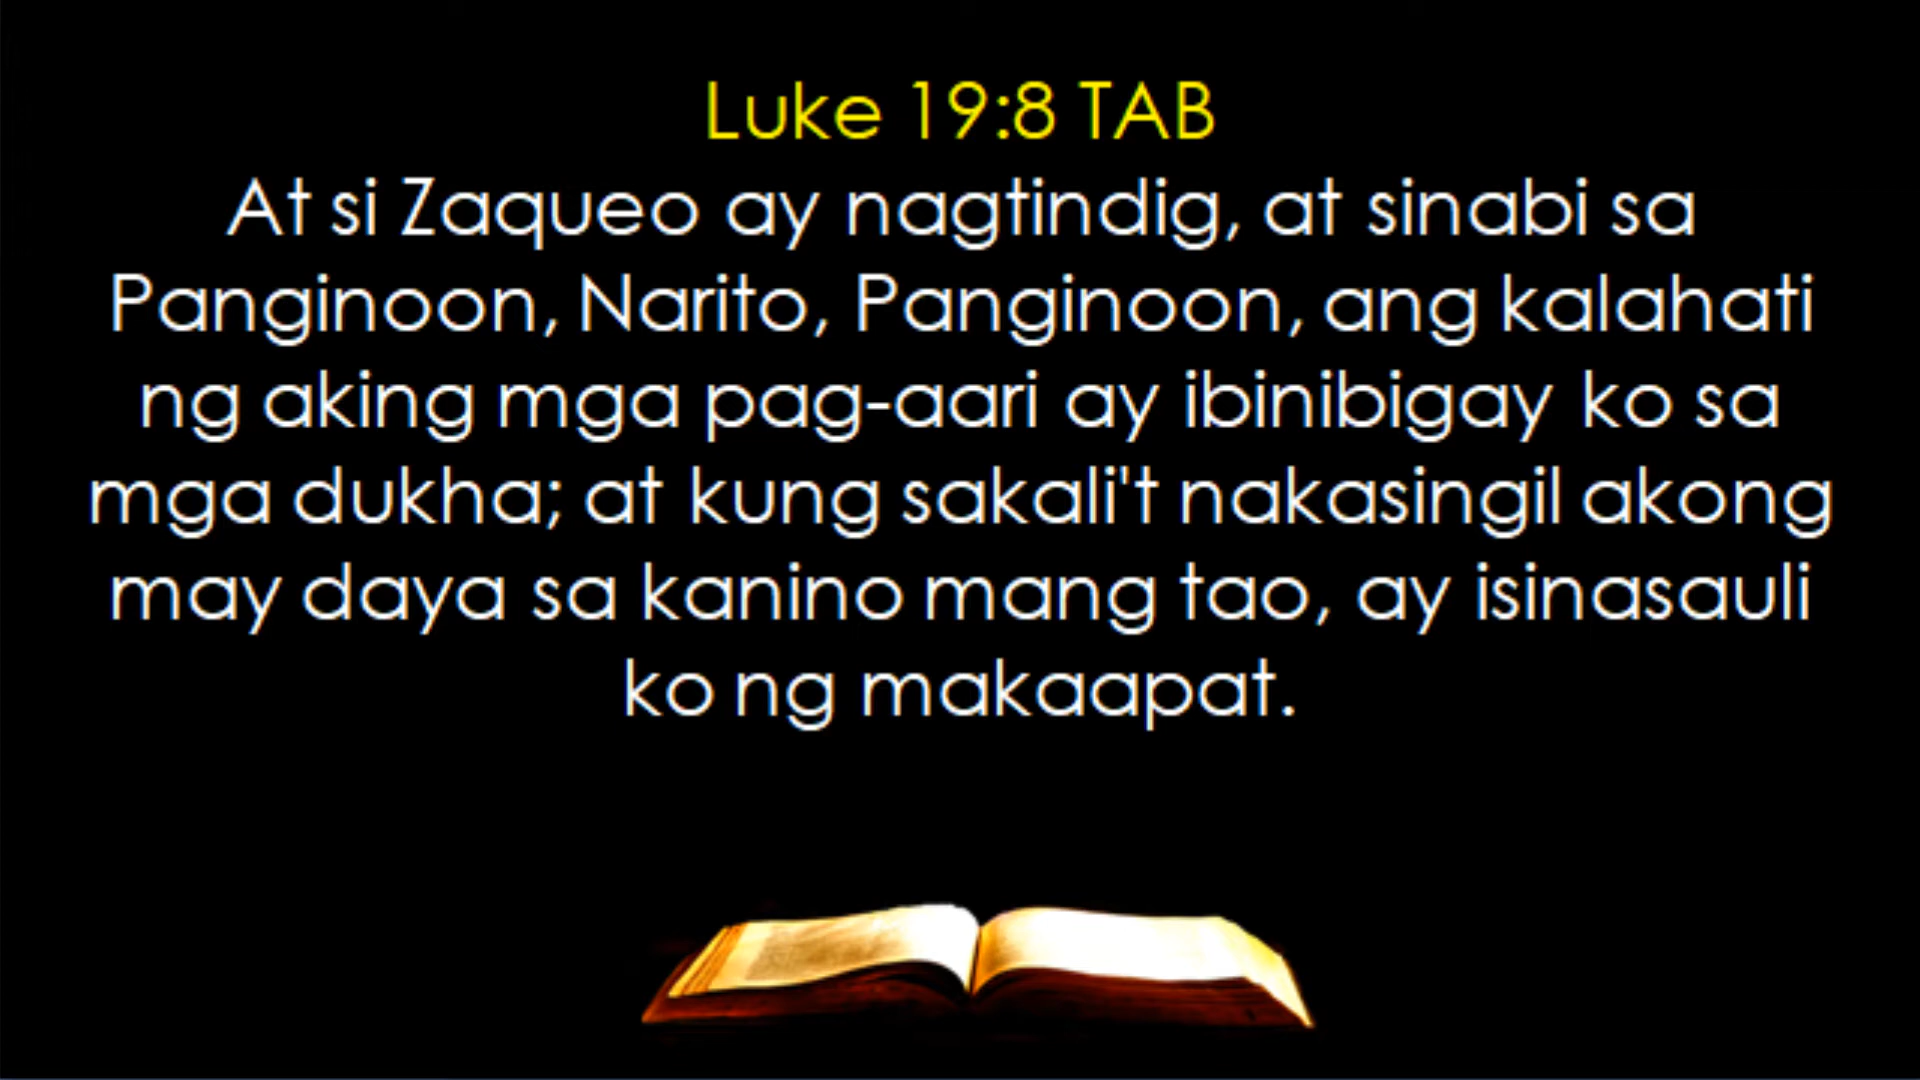 Luke 19:8 TAB
At si Zaqueo ay nagtindig, at sinabi sa
Panginoon, Narito, Panginoon, ang kalahati
ng aking mga pag-aari ay ibinibigay ko sa
mga dukha; at kung sakali't nakasingil akong
may daya sa kanino mang tao, ay isinasauli
ko ng makaapat.